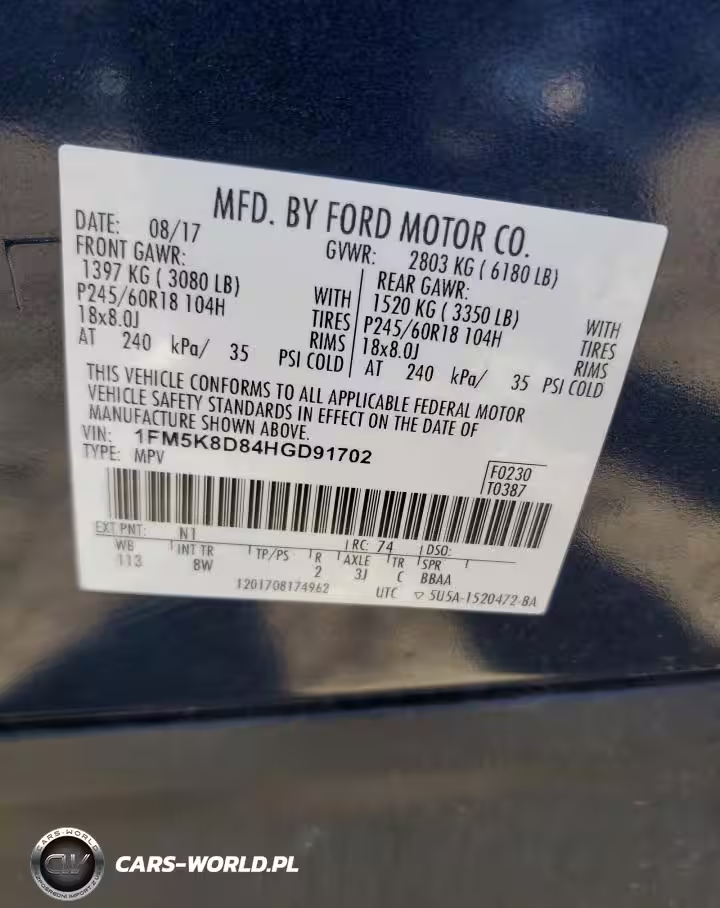 MFD. BY FORD MOTOR CO.
DATE: 08/17
GVWR: 2803 KG ( 6180 LB)
FRONT GAWR:
1397 KG ( 3080 LB) WITH
P245/60R18 104H TIRES
18x8.0J RIMS
AT 240 kPa/ 35 PSI COLD
REAR GAWR:
1520 KG ( 3350 LB) WITH
P245/60R18 104H TIRES
18x8.0J RIMS
AT 240 kPa/ 35 PSI COLD
THIS VEHICLE CONFORMS TO ALL APPLICABLE FEDERAL MOTOR
VEHICLE SAFETY STANDARDS IN EFFECT ON THE DATE OF
MANUFACTURE SHOWN ABOVE.
VIN: 1FM5K8D84HGD91702
TYPE: MPV
F0230
T0387
EXT PNT: N1 RC: 74 DSO:
WB INT TR TP/PS R AXLE TR SPR
113 8W 2 3J C BBAA
1201708174962 UTC ▽ 5U5A-1520472-BA
CARS-WORLD
CW
CARS-WORLD.PL